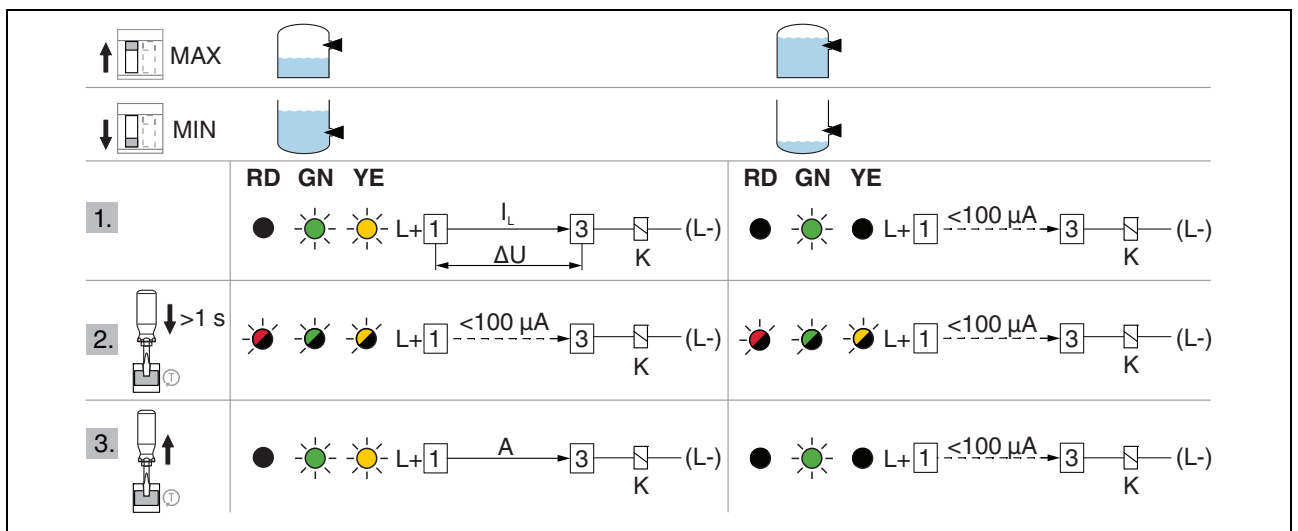 MAX
MIN
RD GN YE RD GN YE
1. L+ 1 I_L 3 (L-) L+ 1 <100 µA 3 (L-)
ΔU K K
2. >1 s L+ 1 <100 µA 3 (L-) L+ 1 <100 µA 3 (L-)
T K K
3. L+ 1 A 3 (L-) L+ 1 <100 µA 3 (L-)
T K K